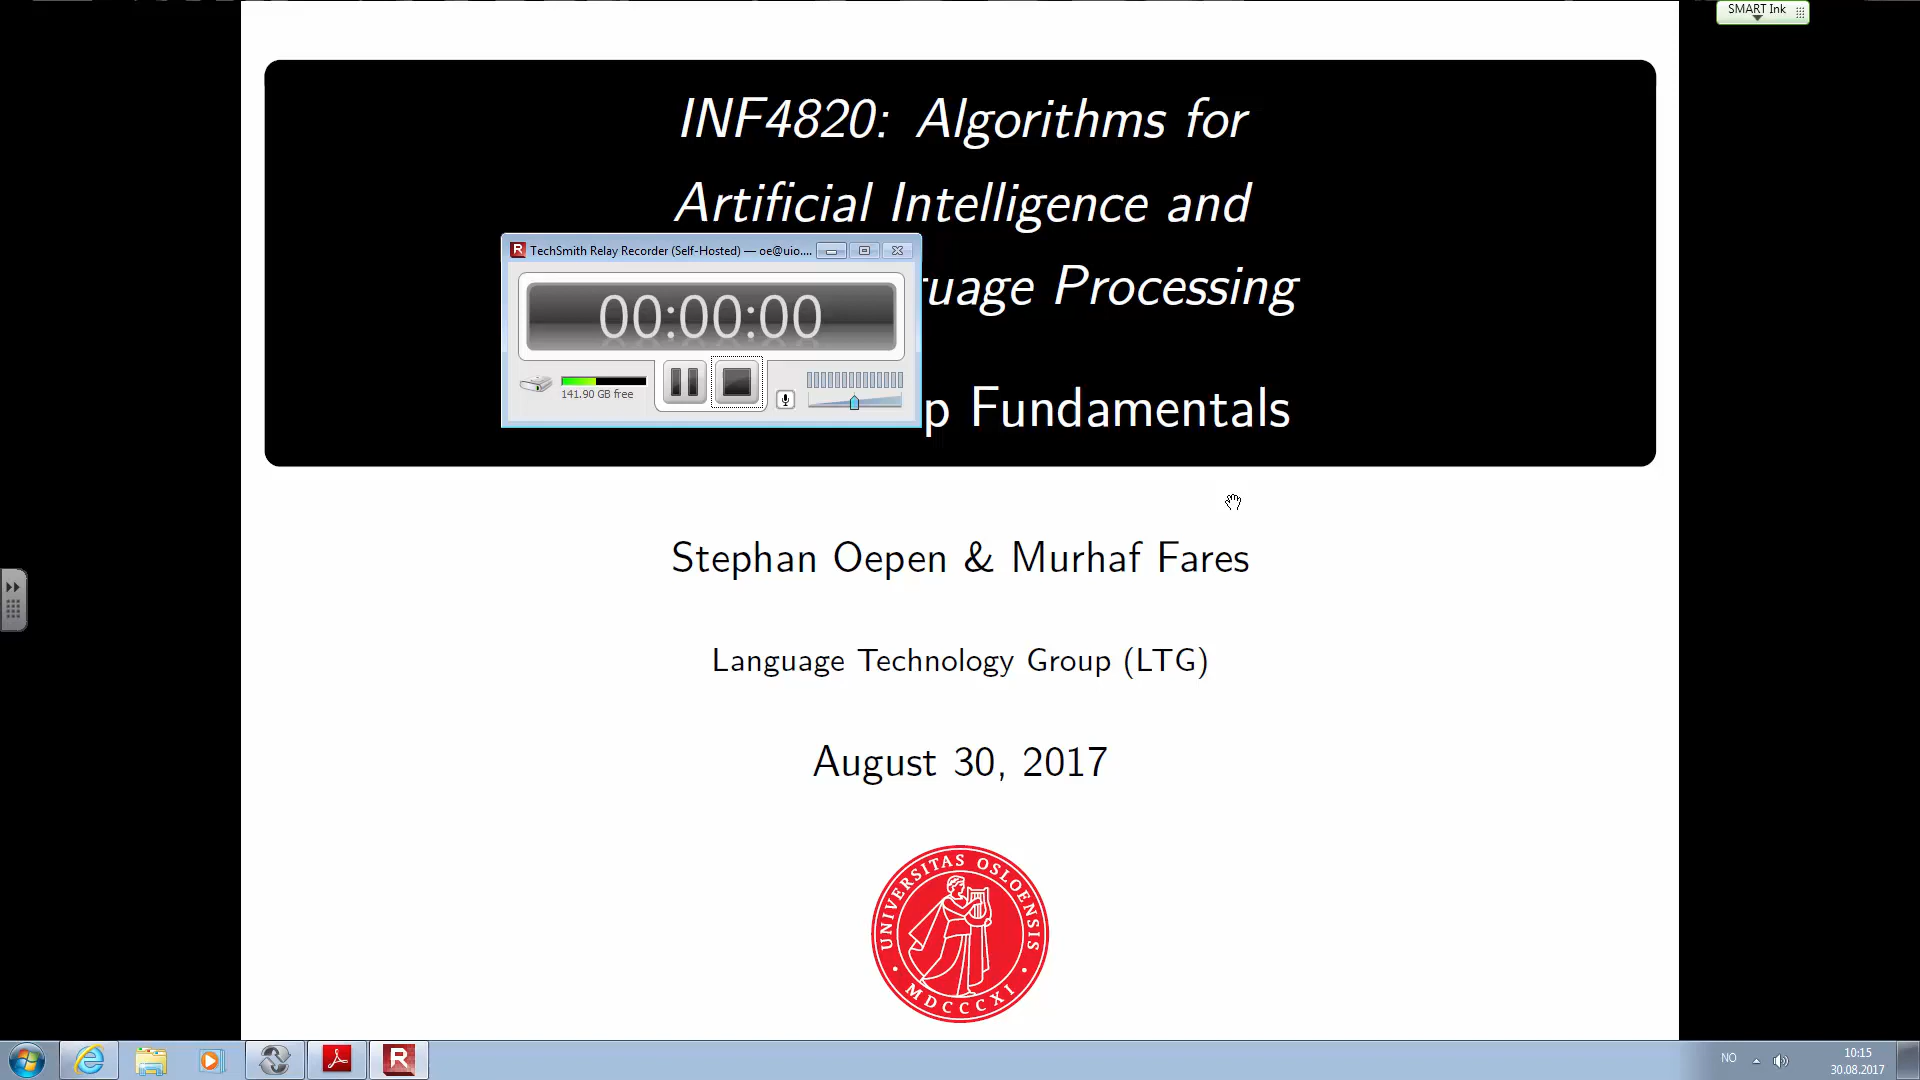 SMART Ink
INF4820: Algorithms for
Artificial Intelligence and
TechSmith Relay Recorder (Self-Hosted) — oe@uio....
00:00:00
Processing
141.90 GB free
Fundamentals
Stephan Oepen & Murhaf Fares
Language Technology Group (LTG)
August 30, 2017
UNIVERSITAS OSLOENSIS
MDCCCXI
NO
10:15
30.08.2017